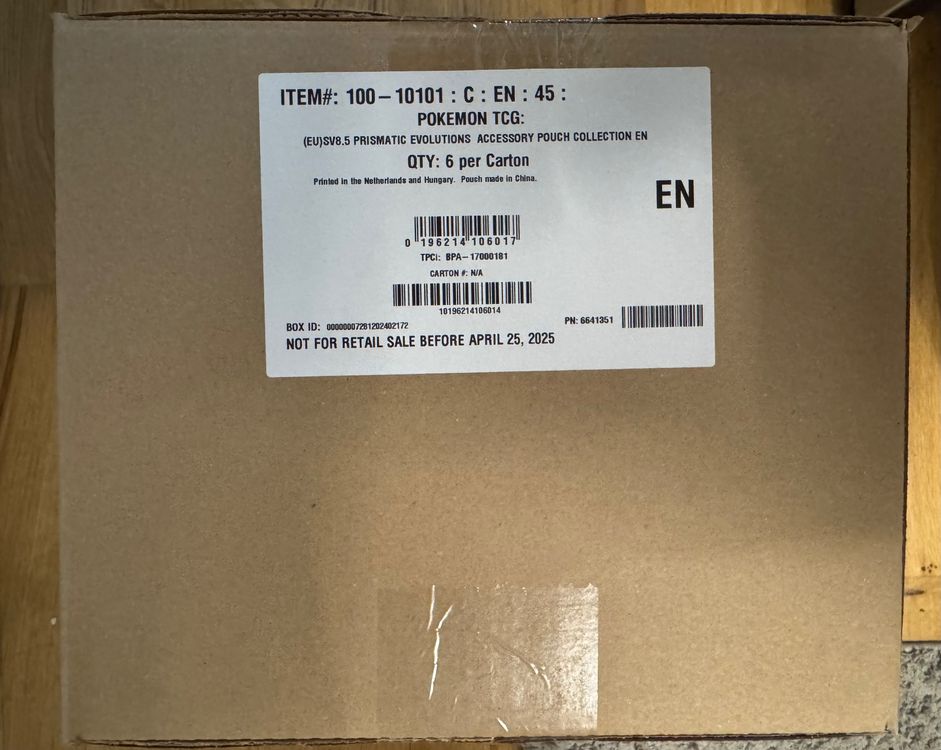 ITEM#: 100-10101 : C : EN : 45 :
POKEMON TCG:
(EU)SV8.5 PRISMATIC EVOLUTIONS ACCESSORY POUCH COLLECTION EN
QTY: 6 per Carton
Printed in the Netherlands and Hungary. Pouch made in China.
EN
0 196214 106017
TPCi: BPA-17000181
CARTON #: N/A
10196214106014
PN: 6641351
BOX ID: 00000007281202402172
NOT FOR RETAIL SALE BEFORE APRIL 25, 2025